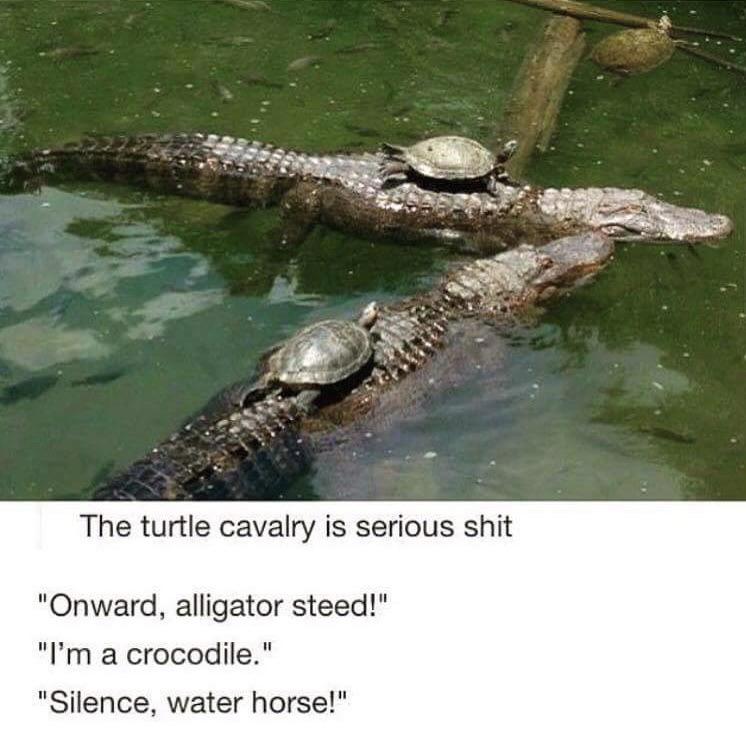 The turtle cavalry is serious shit
"Onward, alligator steed!"
"I'm a crocodile."
"Silence, water horse!"